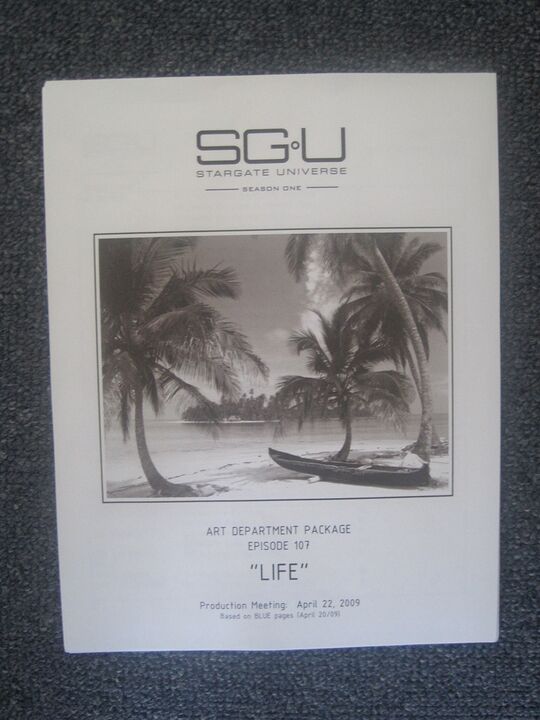 SG·U
STARGATE UNIVERSE
SEASON ONE
ART DEPARTMENT PACKAGE
EPISODE 107
"LIFE"
Production Meeting: April 22, 2009
Based on BLUE pages (April 20/09)